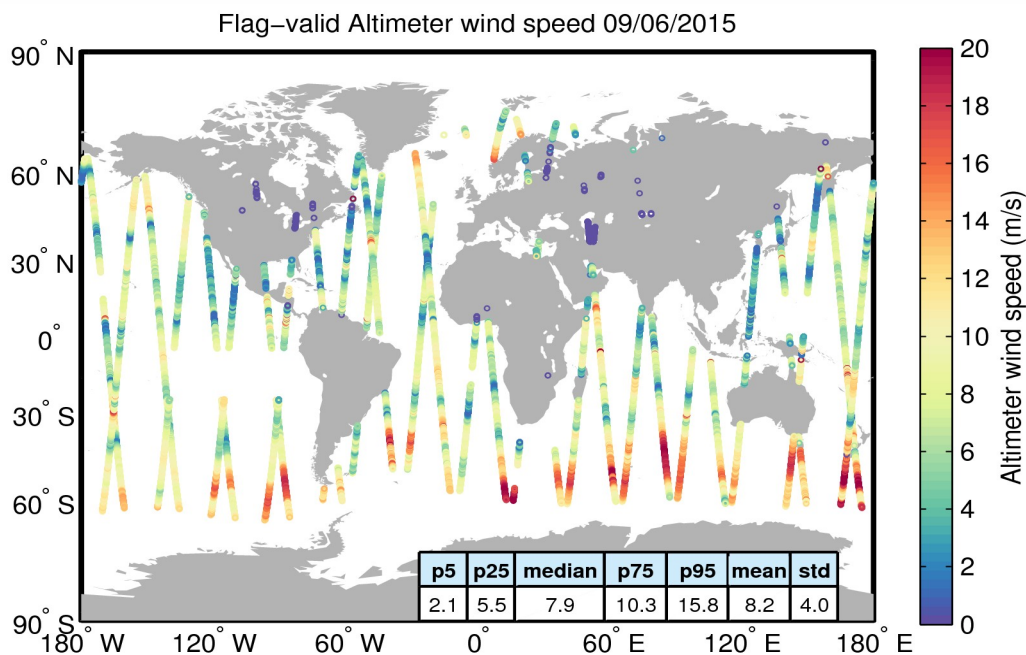 Flag−valid Altimeter wind speed 09/06/2015
90° N
60° N
30° N
0°
30° S
60° S
90° S
180° W
120° W
60° W
0°
60° E
120° E
180° E
p5 p25 median p75 p95 mean std
2.1 5.5 7.9 10.3 15.8 8.2 4.0
20
18
16
14
12
10
8
6
4
2
0
Altimeter wind speed (m/s)